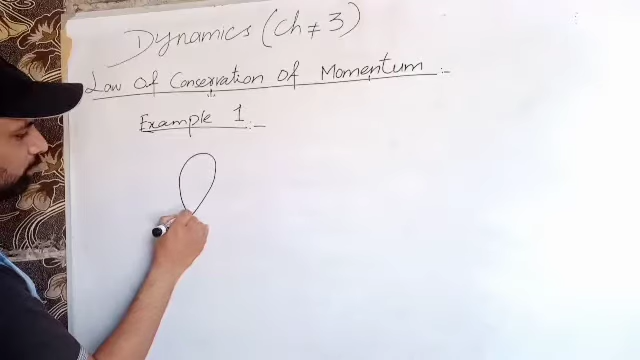 Dynamics (Ch ≠ 3)
Law Of Conservation Of Momentum :-
Example 1 :-